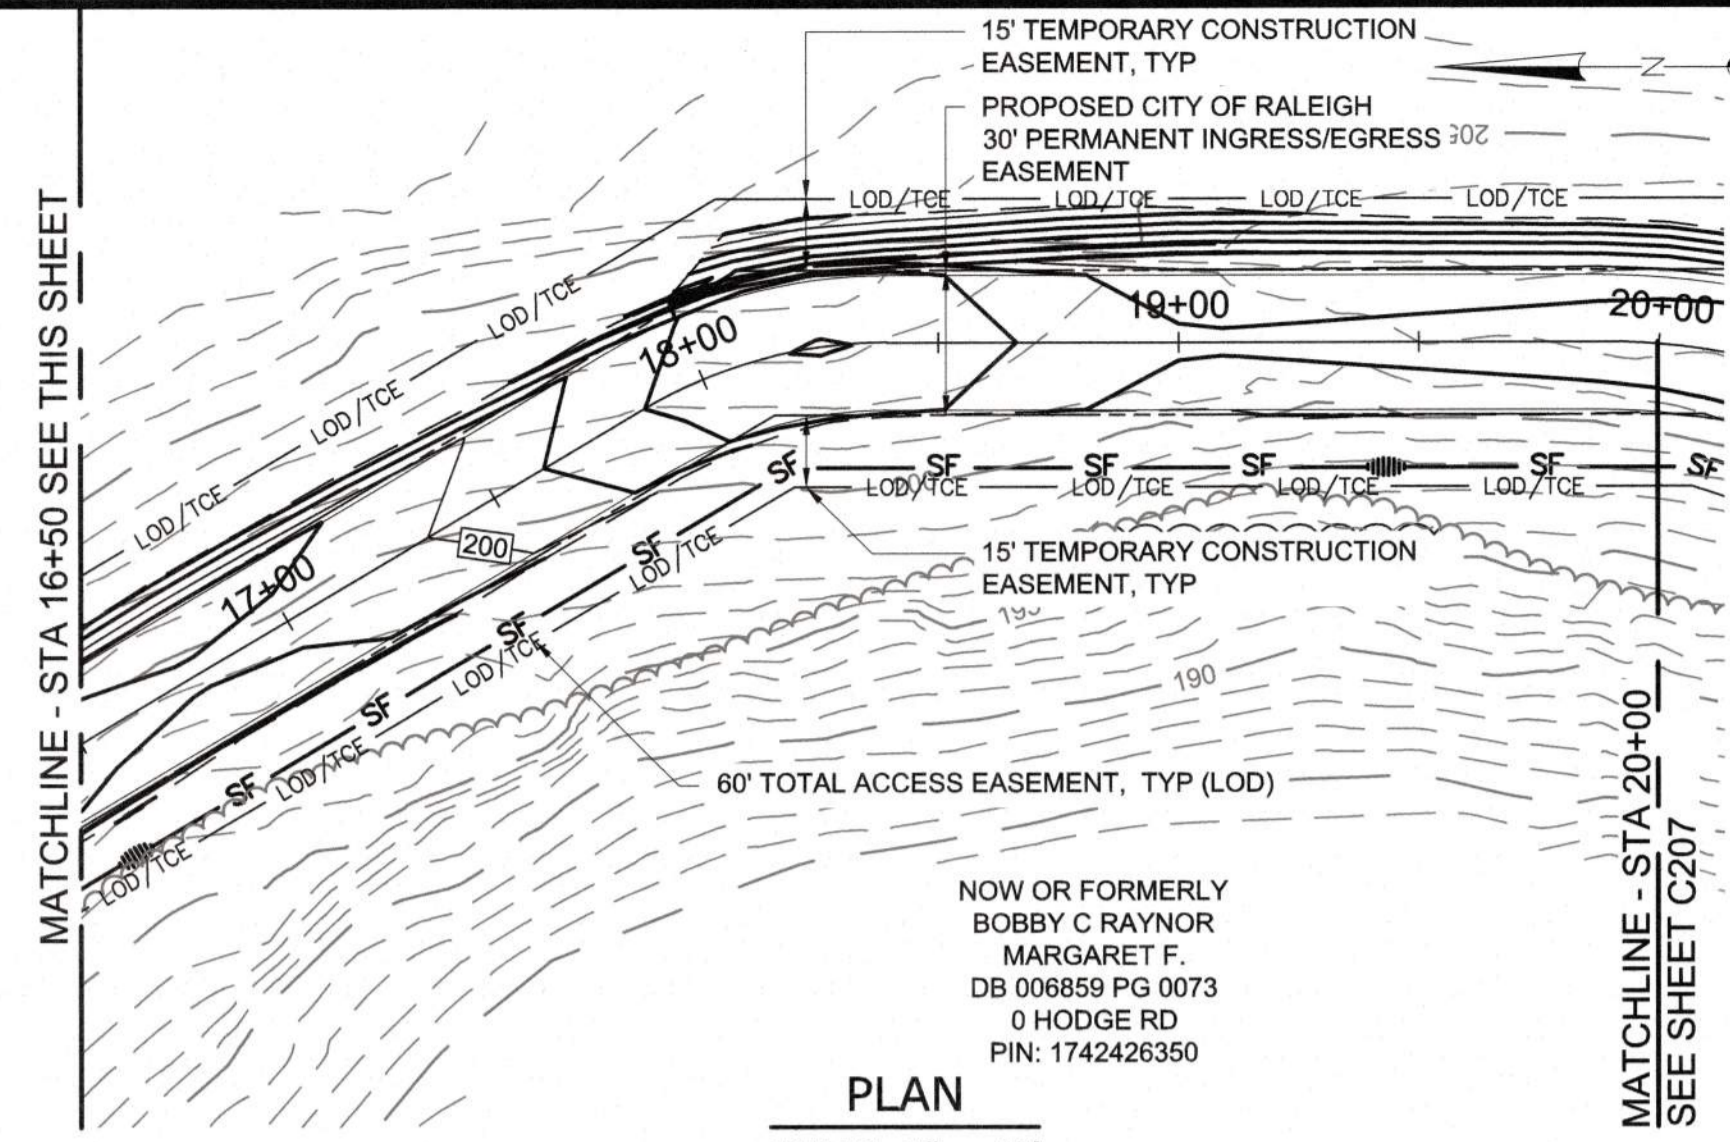 15' TEMPORARY CONSTRUCTION
EASEMENT, TYP
N
PROPOSED CITY OF RALEIGH
30' PERMANENT INGRESS/EGRESS
EASEMENT
205
LOD/TCE
LOD/TCE
LOD/TCE
LOD/TCE
LOD/TCE
LOD/TCE
LOD/TCE
18+00
19+00
20+00
SF
SF
SF
SF
SF
SF
LOD/TCE
LOD/TCE
LOD/TCE
LOD/TCE
200
17+00
SF
LOD/TCE
SF
LOD/TCE
SF
LOD/TCE
SF
LOD/TCE
15' TEMPORARY CONSTRUCTION
EASEMENT, TYP
190
60' TOTAL ACCESS EASEMENT, TYP (LOD)
NOW OR FORMERLY
BOBBY C RAYNOR
MARGARET F.
DB 006859 PG 0073
0 HODGE RD
PIN: 1742426350
PLAN
MATCHLINE - STA 16+50 SEE THIS SHEET
MATCHLINE - STA 20+00
SEE SHEET C207